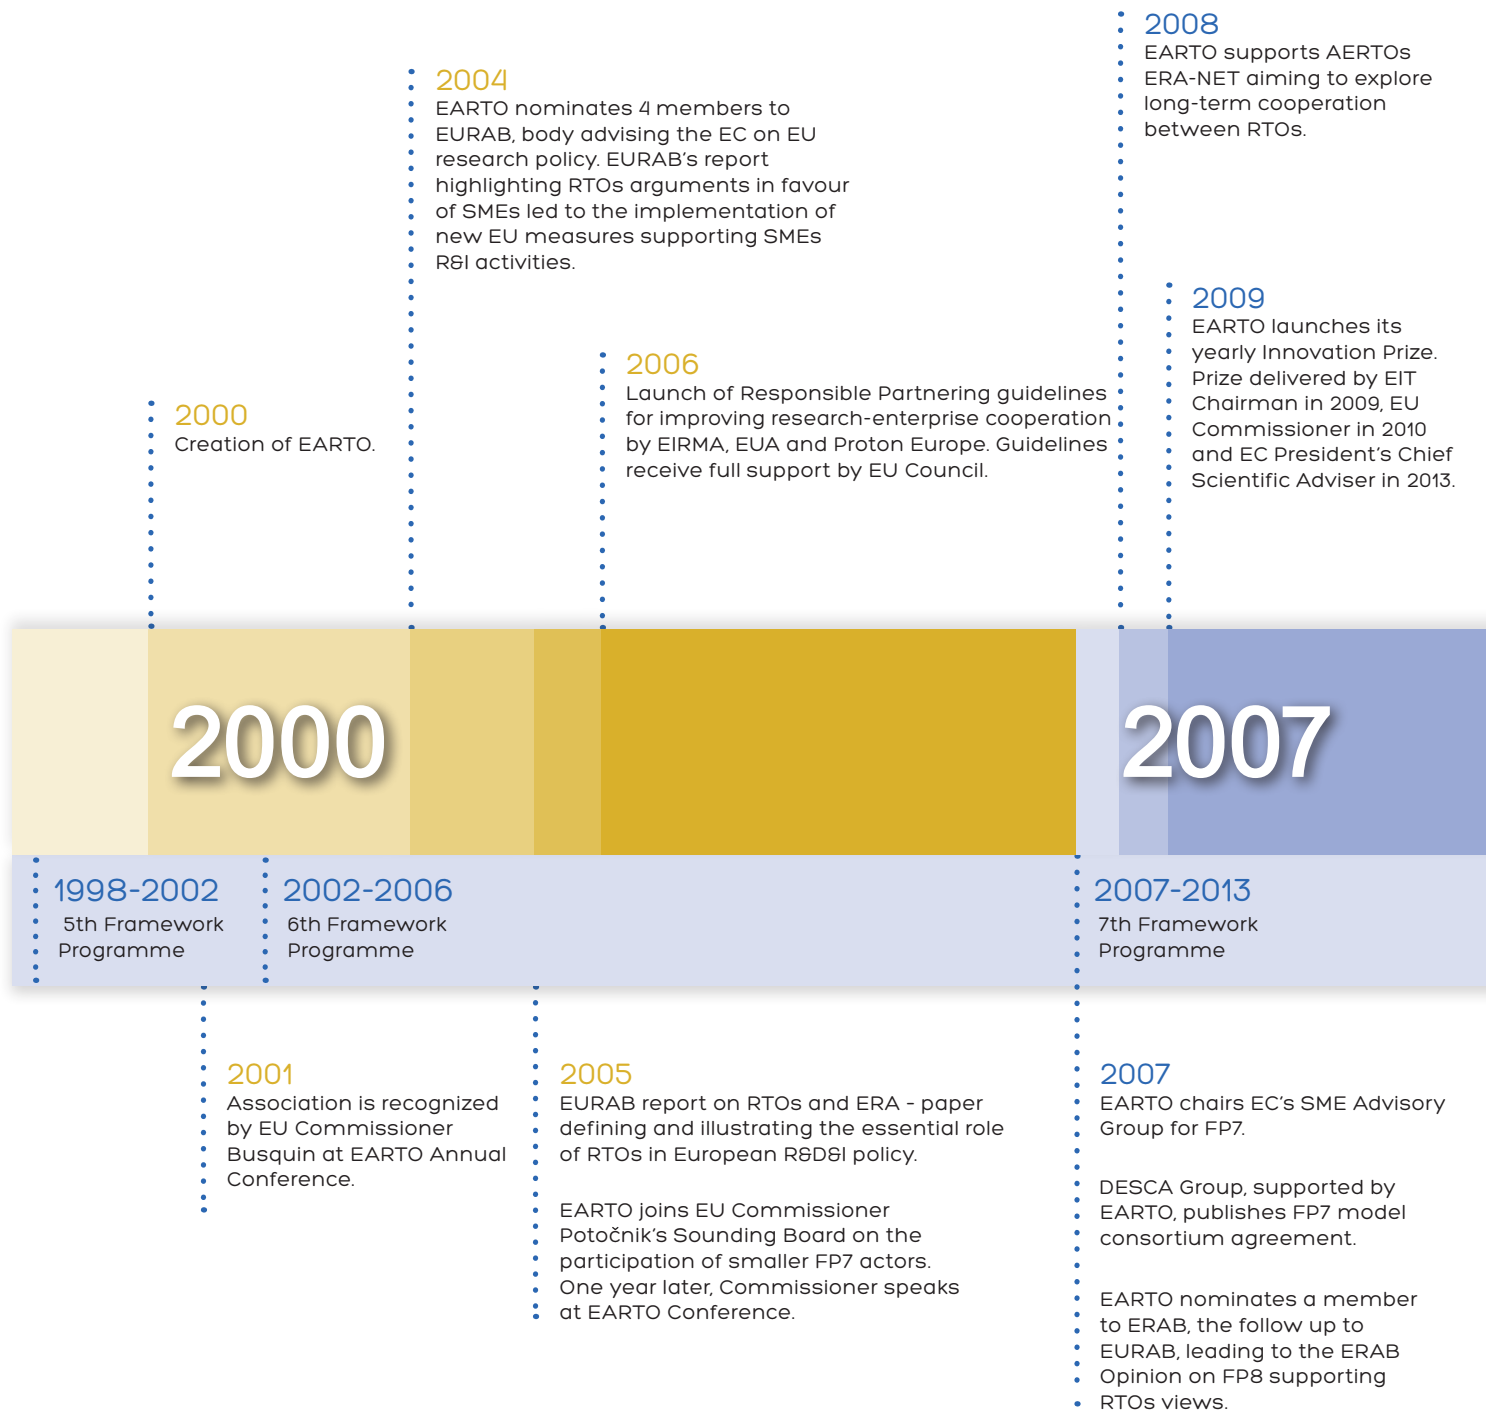 2008
EARTO supports AERTOs
ERA-NET aiming to explore
long-term cooperation
between RTOs.
2004
EARTO nominates 4 members to
EURAB, body advising the EC on EU
research policy. EURAB's report
highlighting RTOs arguments in favour
of SMEs led to the implementation of
new EU measures supporting SMEs
R&I activities.
2009
EARTO launches its
yearly Innovation Prize.
Prize delivered by EIT
Chairman in 2009, EU
Commissioner in 2010
and EC President's Chief
Scientific Adviser in 2013.
2006
Launch of Responsible Partnering guidelines
for improving research-enterprise cooperation
by EIRMA, EUA and Proton Europe. Guidelines
receive full support by EU Council.
2000
Creation of EARTO.
2000
2007
1998-2002
5th Framework
Programme
2002-2006
6th Framework
Programme
2007-2013
7th Framework
Programme
2001
Association is recognized
by EU Commissioner
Busquin at EARTO Annual
Conference.
2005
EURAB report on RTOs and ERA - paper
defining and illustrating the essential role
of RTOs in European R&D&I policy.
EARTO joins EU Commissioner
Potočnik's Sounding Board on the
participation of smaller FP7 actors.
One year later, Commissioner speaks
at EARTO Conference.
2007
EARTO chairs EC's SME Advisory
Group for FP7.
DESCA Group, supported by
EARTO, publishes FP7 model
consortium agreement.
EARTO nominates a member
to ERAB, the follow up to
EURAB, leading to the ERAB
Opinion on FP8 supporting
RTOs views.